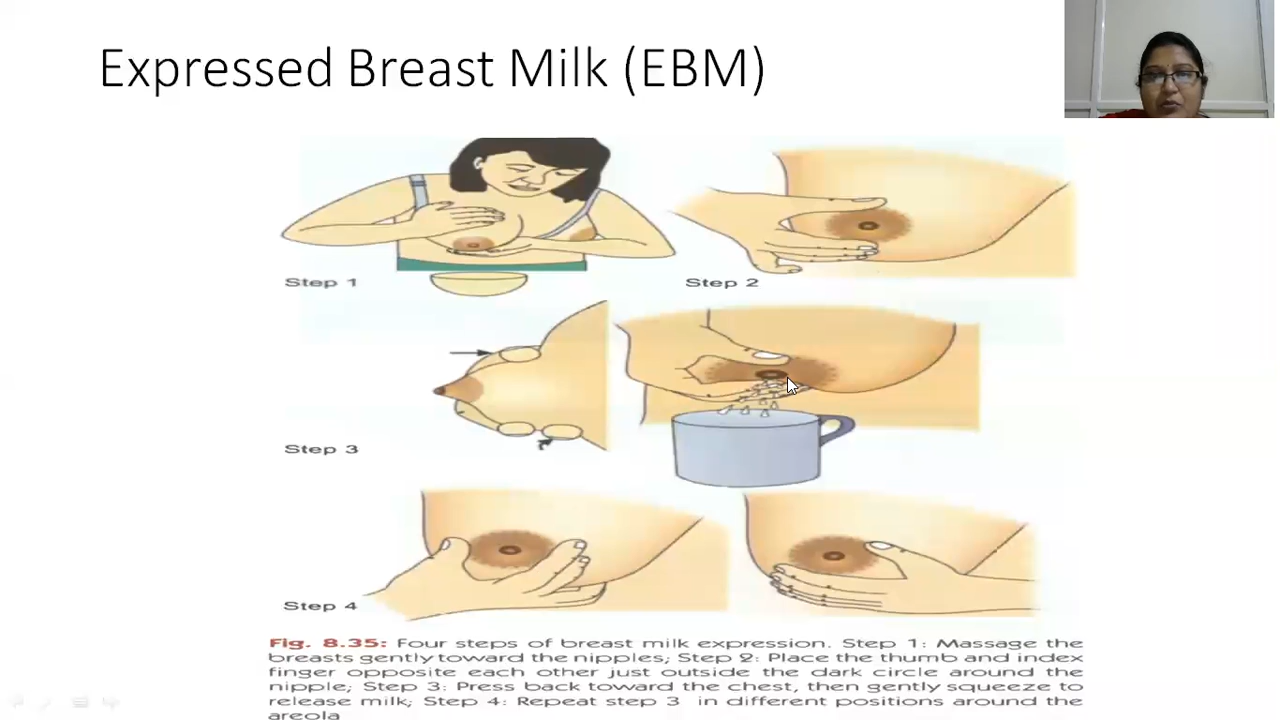 Expressed Breast Milk (EBM)
Step 1
Step 2
Step 3
Step 4
Fig. 8.35: Four steps of breast milk expression. Step 1: Massage the
breasts gently toward the nipples; Step 2: Place the thumb and index
finger opposite each other just outside the dark circle around the
nipple; Step 3: Press back toward the chest, then gently squeeze to
release milk; Step 4: Repeat step 3 in different positions around the
areola